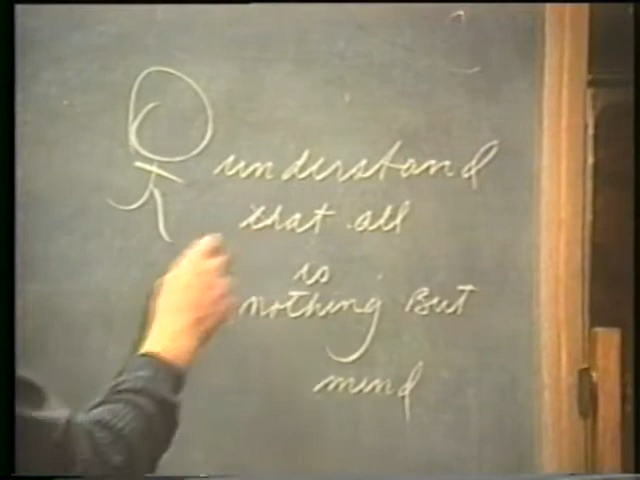 understand
that all
is
nothing But
mind